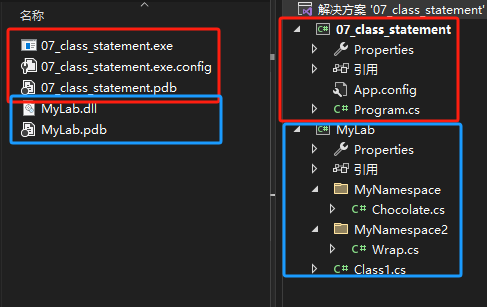 名称
07_class_statement.exe
07_class_statement.exe.config
07_class_statement.pdb
MyLab.dll
MyLab.pdb
解决方案 '07_class_statement'
07_class_statement
Properties
引用
App.config
C# Program.cs
C# MyLab
Properties
引用
MyNamespace
C# Chocolate.cs
MyNamespace2
C# Wrap.cs
C# Class1.cs